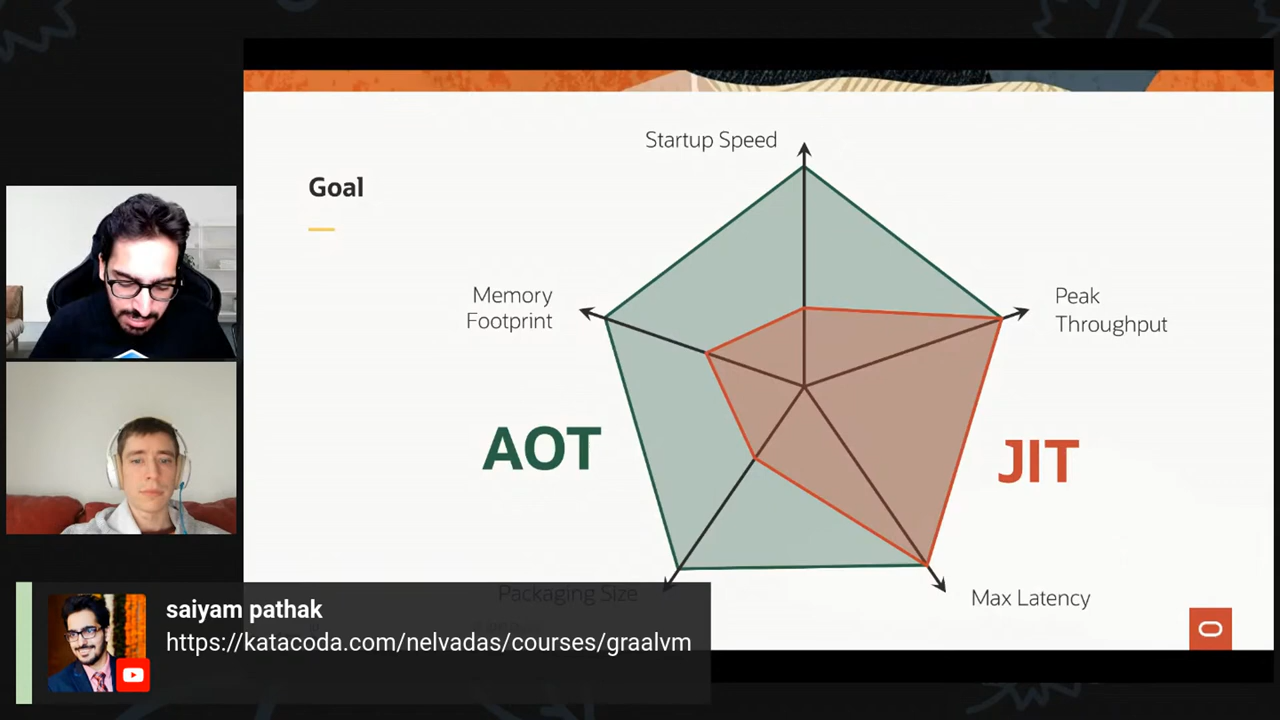 Goal
Startup Speed
Memory
Footprint
Peak
Throughput
AOT
JIT
Packaging Size
Max Latency
saiyam pathak
https://katacoda.com/nelvadas/courses/graalvm